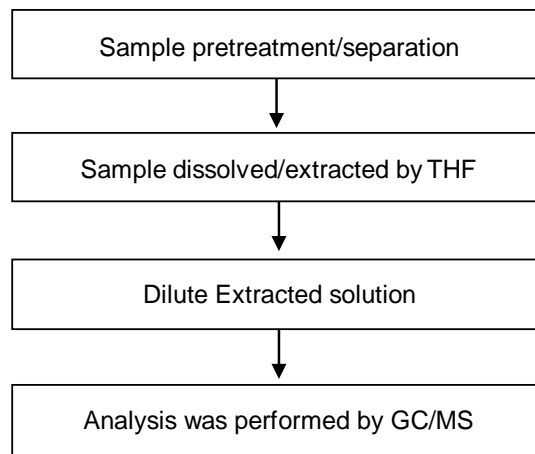 Sample pretreatment/separation
Sample dissolved/extracted by THF
Dilute Extracted solution
Analysis was performed by GC/MS